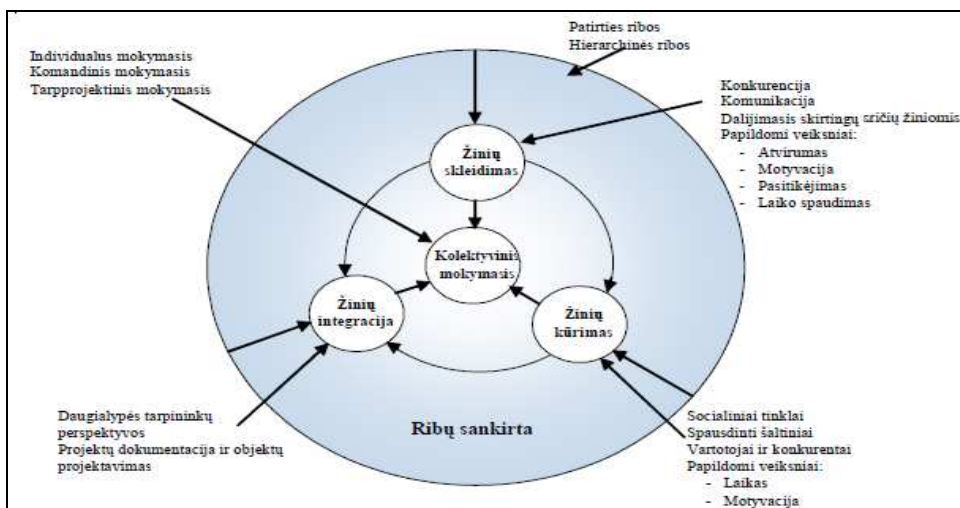 Patirties ribos
Hierarchinės ribos
Individualus mokymasis
Komandinis mokymasis
Tarpprojektinis mokymasis
Konkurencija
Komunikacija
Dalijimasis skirtingų sričių žiniomis
Papildomi veiksniai:
- Atvirumas
- Motyvacija
- Pasitikėjimas
- Laiko spaudimas
Žinių
skleidimas
Kolektyvinis
mokymasis
Žinių
integracija
Žinių
kūrimas
Daugialypės tarpininkų
perspektyvos
Projektų dokumentacija ir objektų
projektavimas
Ribų sankirta
Socialiniai tinklai
Spausdinti šaltiniai
Vartotojai ir konkurentai
Papildomi veiksniai:
- Laikas
- Motyvacija